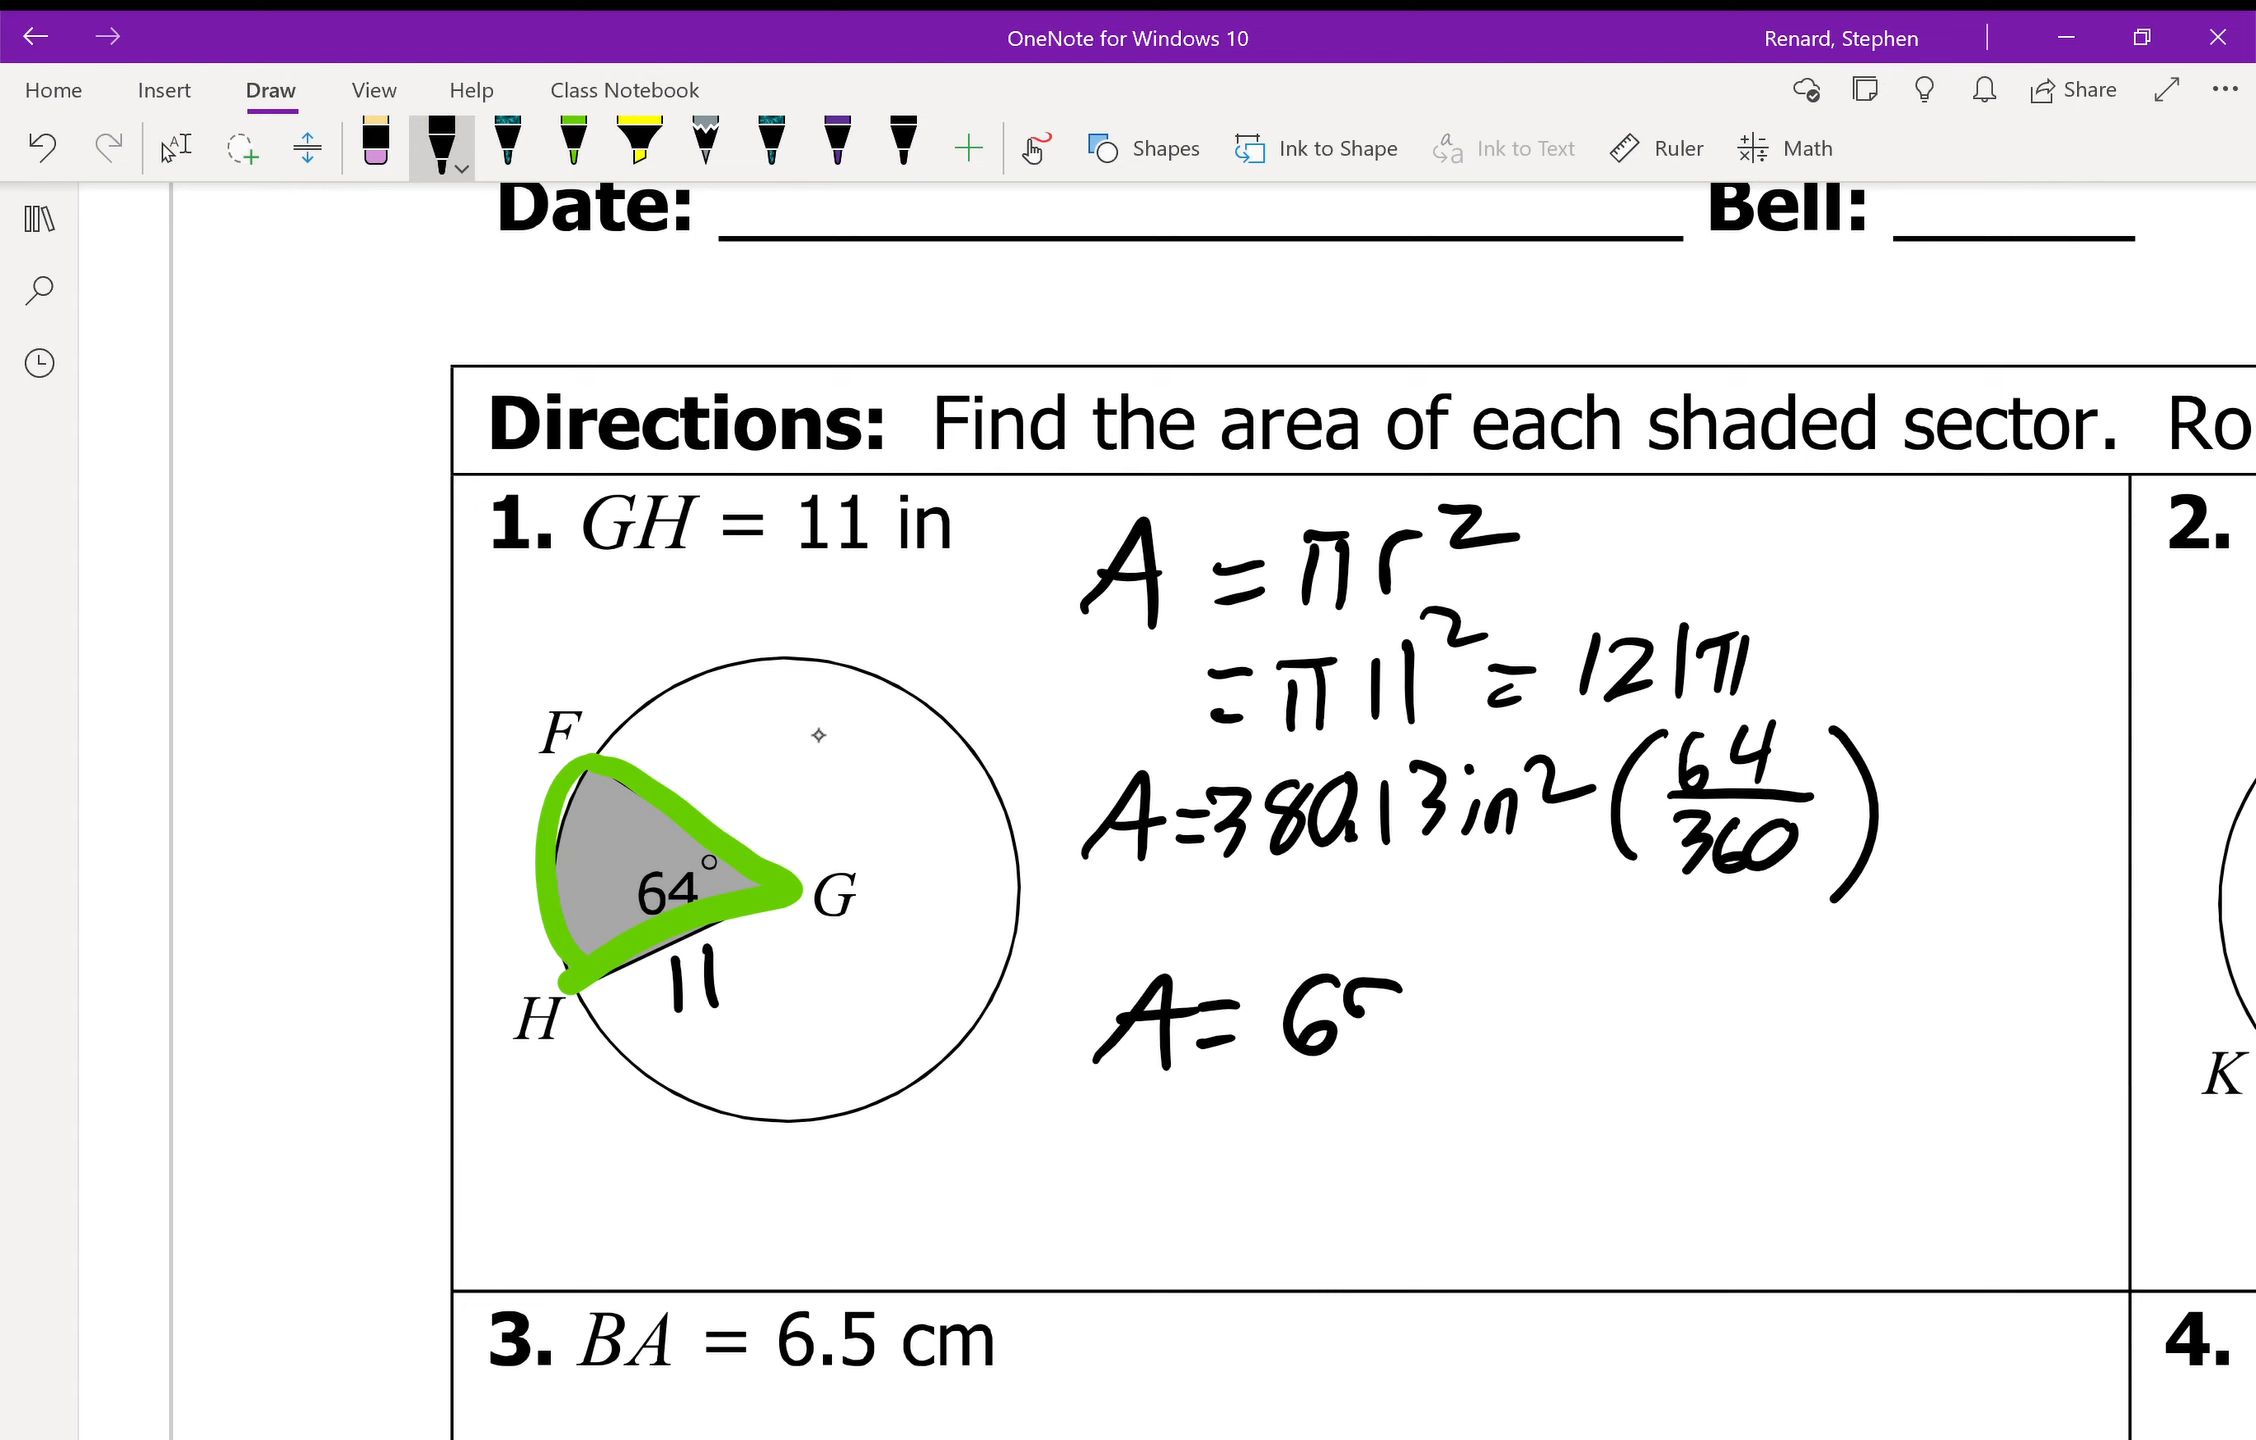 OneNote for Windows 10
Renard, Stephen
Home Insert Draw View Help Class Notebook
Share
Shapes Ink to Shape Ink to Text Ruler Math
Date: Bell:
Directions: Find the area of each shaded sector. Ro
1. GH = 11 in
A = πr²
= π11² = 121π
A = 380.13 in² (64/360)
F
64°
G
11
H
A = 6
2.
K
3. BA = 6.5 cm
4.